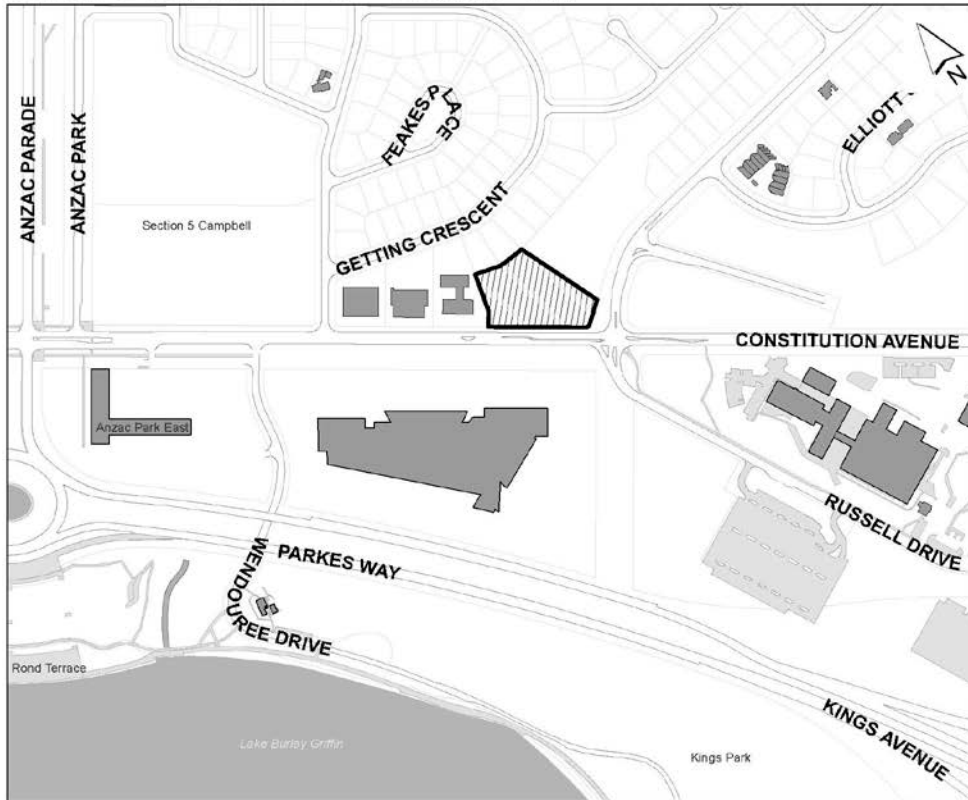 ANZAC PARADE
ANZAC PARK
FEAKES PLACE
ELLIOTT
N
Section 5 Campbell
GETTING CRESCENT
CONSTITUTION AVENUE
Anzac Park East
RUSSELL DRIVE
PARKES WAY
WENDOUREE DRIVE
Rond Terrace
KINGS AVENUE
Lake Burley Griffin
Kings Park